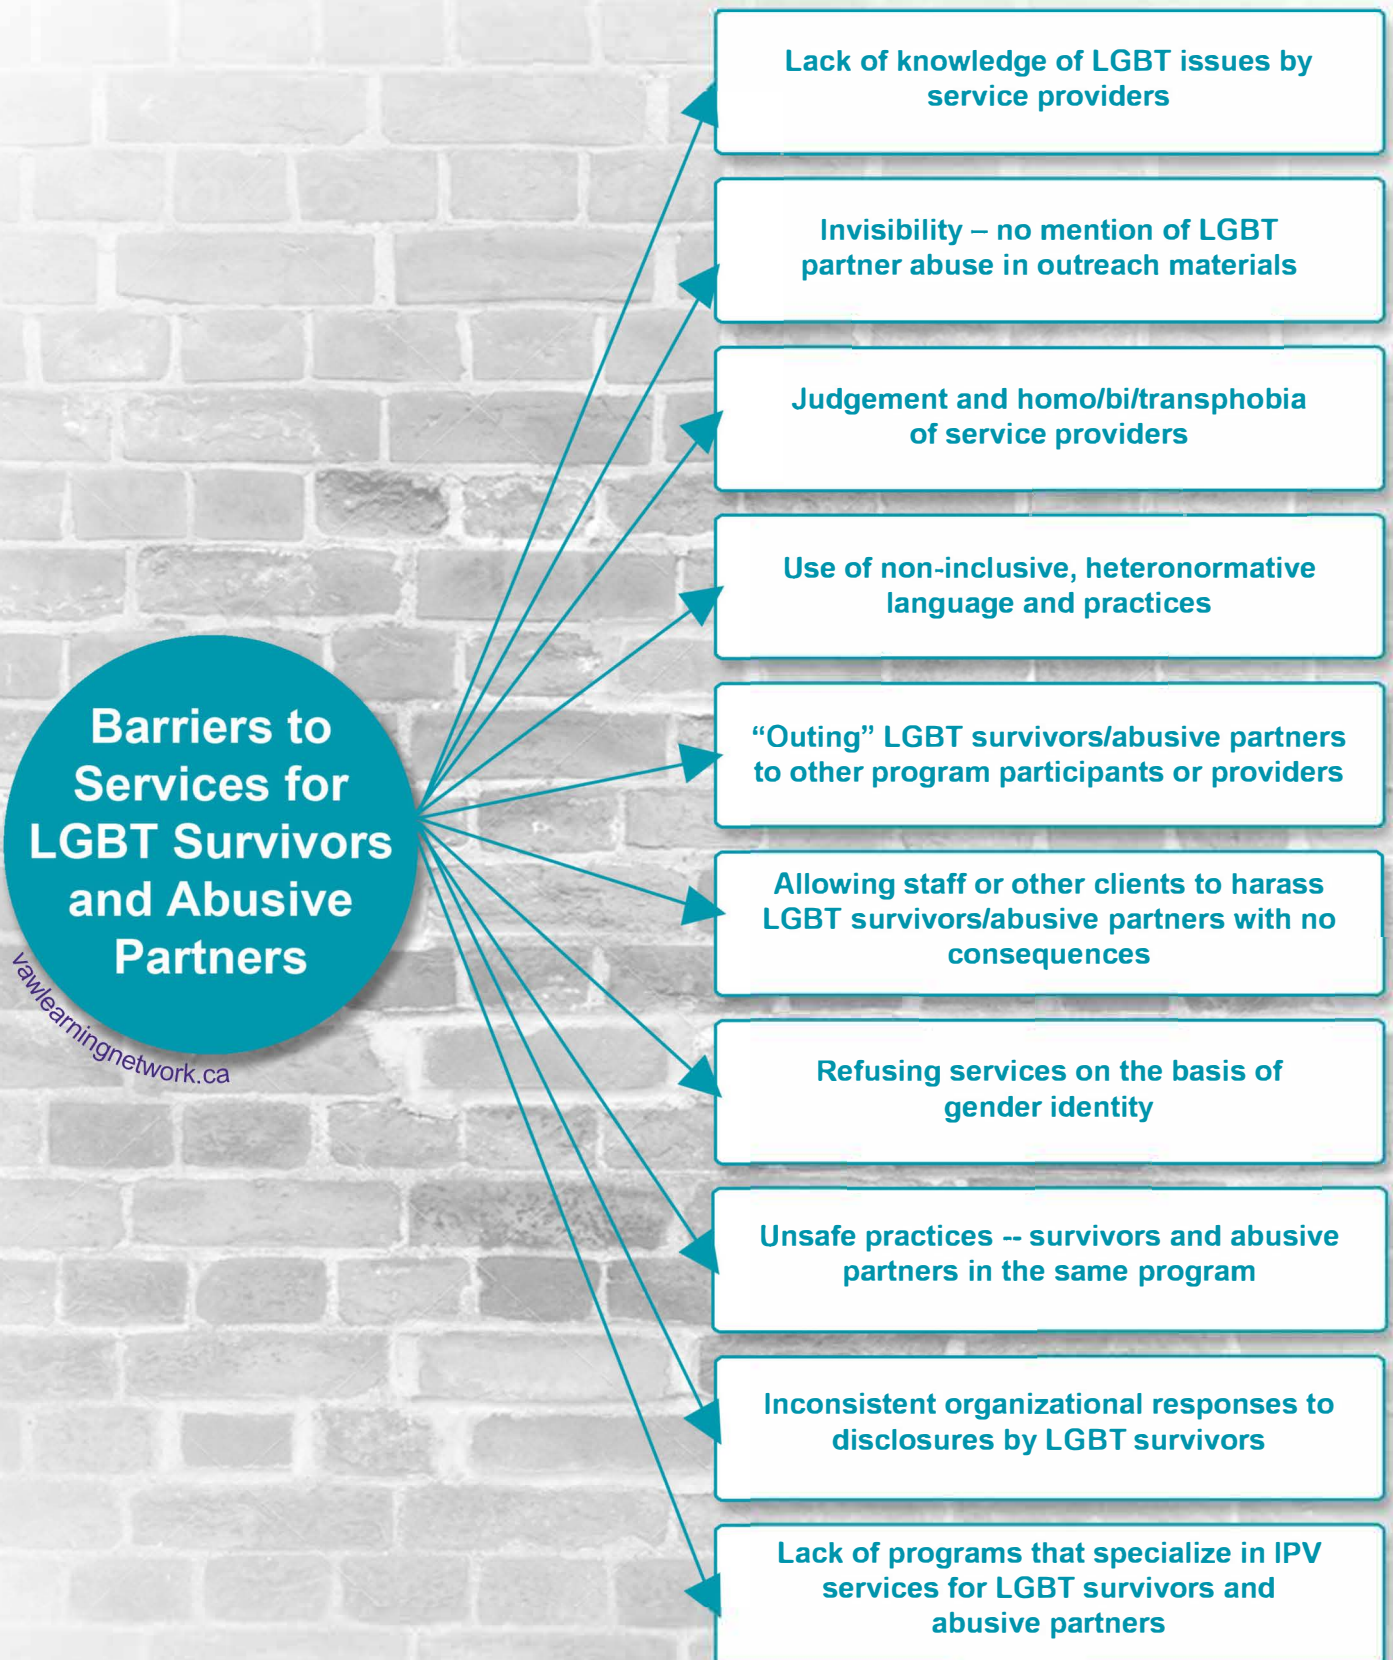 Barriers to
Services for
LGBT Survivors
and Abusive
Partners
vawlearningnetwork.ca
Lack of knowledge of LGBT issues by
service providers
Invisibility – no mention of LGBT
partner abuse in outreach materials
Judgement and homo/bi/transphobia
of service providers
Use of non-inclusive, heteronormative
language and practices
“Outing” LGBT survivors/abusive partners
to other program participants or providers
Allowing staff or other clients to harass
LGBT survivors/abusive partners with no
consequences
Refusing services on the basis of
gender identity
Unsafe practices -- survivors and abusive
partners in the same program
Inconsistent organizational responses to
disclosures by LGBT survivors
Lack of programs that specialize in IPV
services for LGBT survivors and
abusive partners